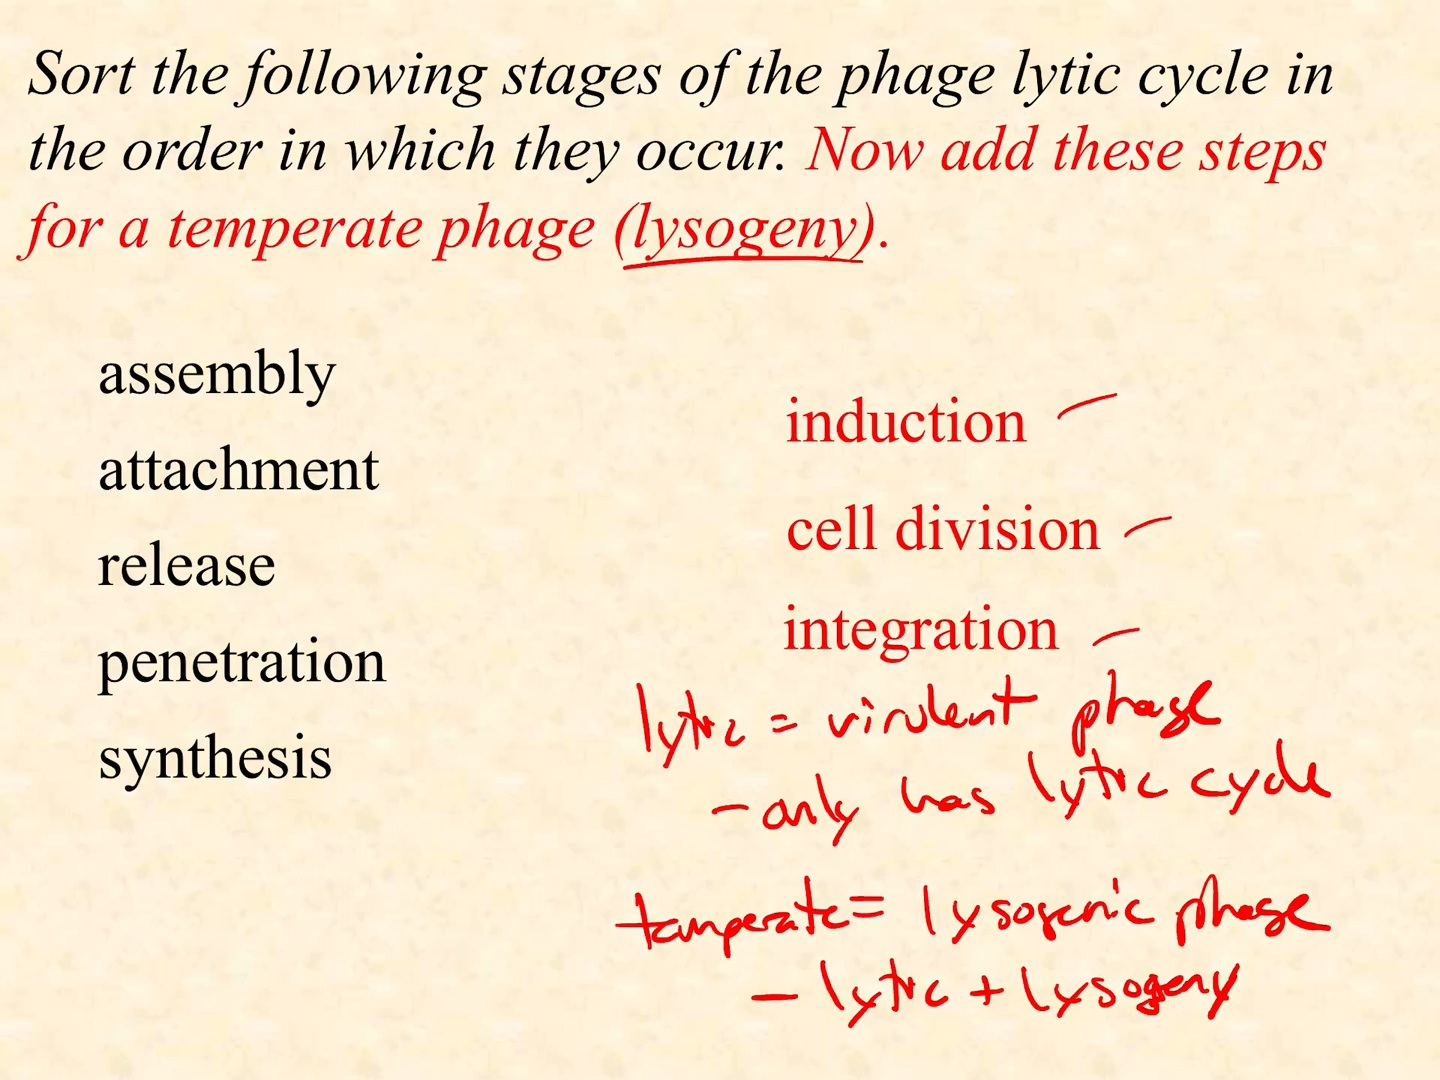 Sort the following stages of the phage lytic cycle in
the order in which they occur. Now add these steps
for a temperate phage (lysogeny).
assembly
attachment
release
penetration
synthesis
induction
cell division
integration
lytic = virulent phage
- only has lytic cycle
temperate = lysogenic phage
- lytic + lysogeny